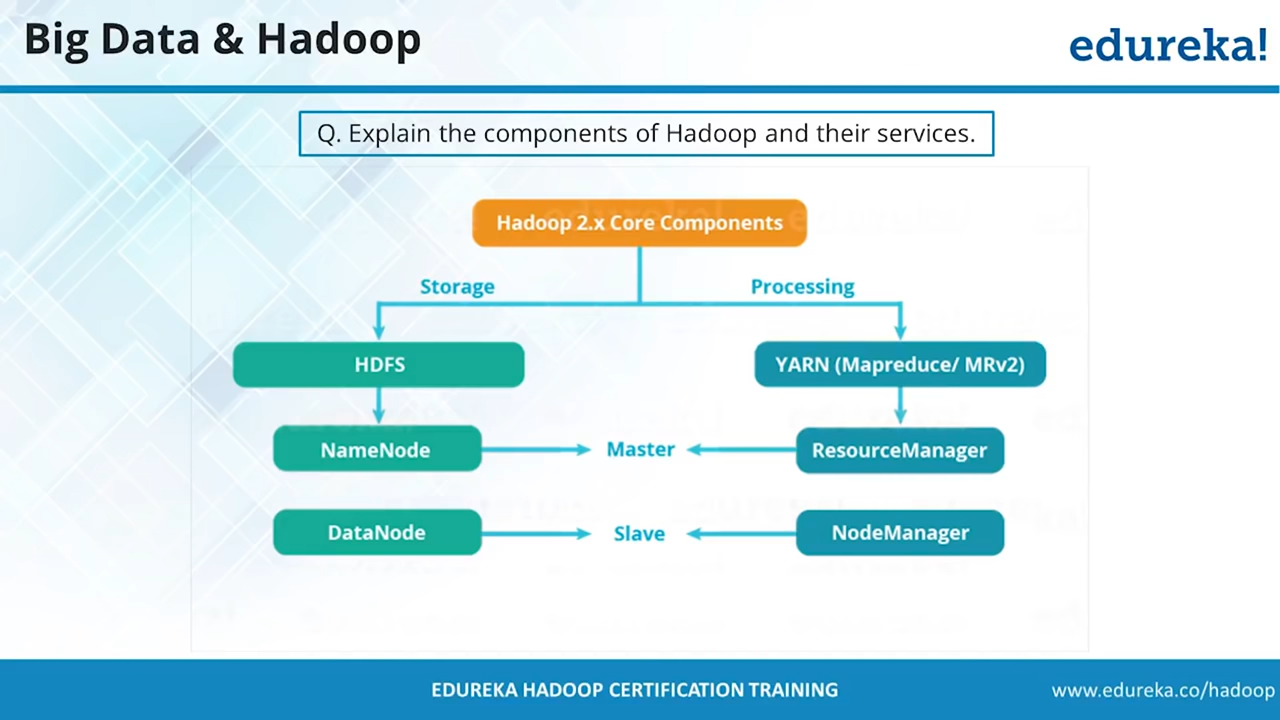 Big Data & Hadoop
edureka!
Q. Explain the components of Hadoop and their services.
Hadoop 2.x Core Components
Storage
Processing
HDFS
YARN (Mapreduce/ MRv2)
NameNode
Master
ResourceManager
DataNode
Slave
NodeManager
EDUREKA HADOOP CERTIFICATION TRAINING
www.edureka.co/hadoop